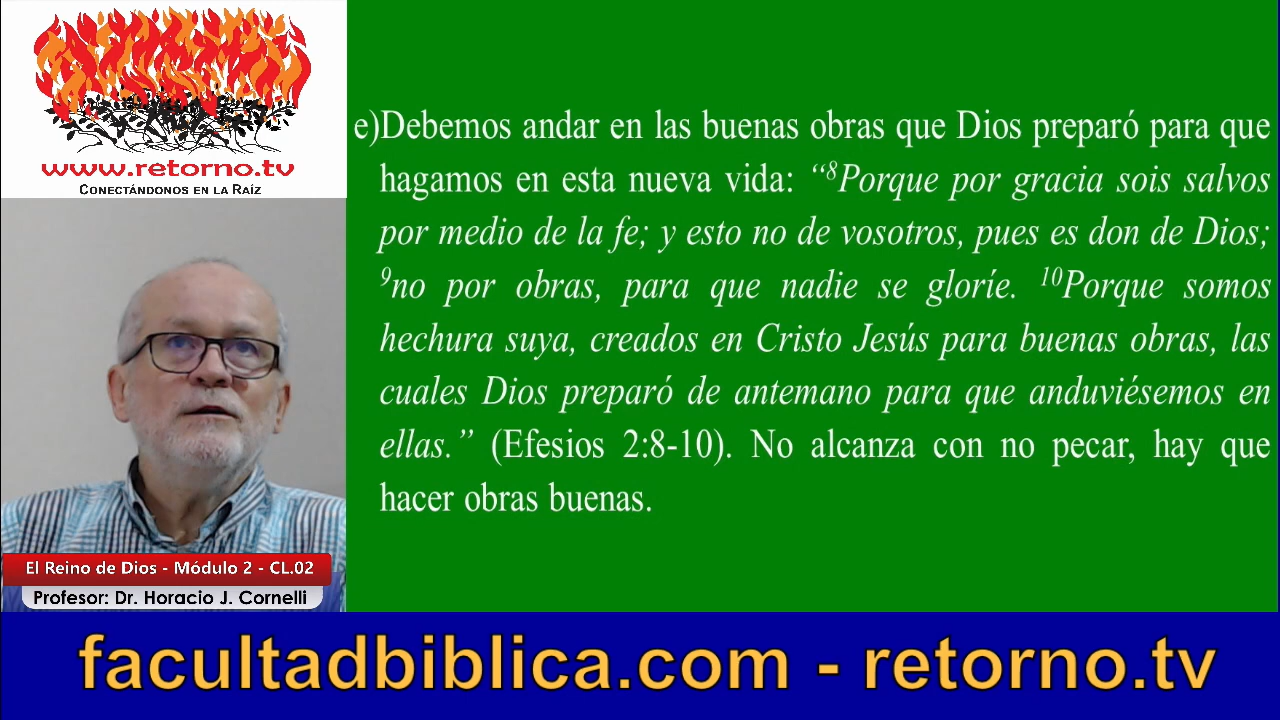 www.retorno.tv
CONECTÁNDONOS EN LA RAÍZ
e)Debemos andar en las buenas obras que Dios preparó para que
hagamos en esta nueva vida: “⁸Porque por gracia sois salvos
por medio de la fe; y esto no de vosotros, pues es don de Dios;
⁹no por obras, para que nadie se gloríe. ¹⁰Porque somos
hechura suya, creados en Cristo Jesús para buenas obras, las
cuales Dios preparó de antemano para que anduviésemos en
ellas.” (Efesios 2:8-10). No alcanza con no pecar, hay que
hacer obras buenas.
El Reino de Dios - Módulo 2 - CL.02
Profesor: Dr. Horacio J. Cornelli
facultadbiblica.com - retorno.tv